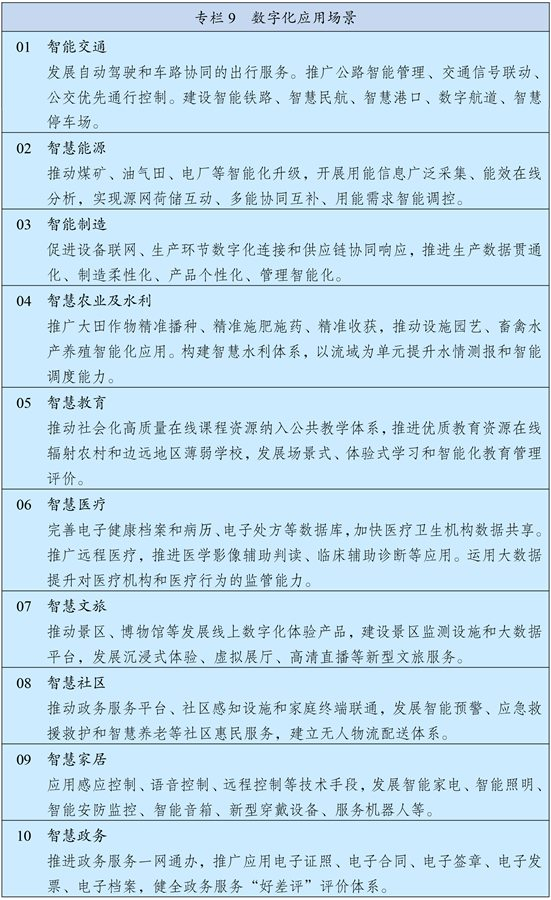 专栏9 数字化应用场景
01 智能交通
发展自动驾驶和车路协同的出行服务。推广公路智能管理、交通信号联动、
公交优先通行控制。建设智能铁路、智慧民航、智慧港口、数字航道、智慧
停车场。
02 智慧能源
推动煤矿、油气田、电厂等智能化升级，开展用能信息广泛采集、能效在线
分析，实现源网荷储互动、多能协同互补、用能需求智能调控。
03 智能制造
促进设备联网、生产环节数字化连接和供应链协同响应，推进生产数据贯通
化、制造柔性化、产品个性化、管理智能化。
04 智慧农业及水利
推广大田作物精准播种、精准施肥施药、精准收获，推动设施园艺、畜禽水
产养殖智能化应用。构建智慧水利体系，以流域为单元提升水情测报和智能
调度能力。
05 智慧教育
推动社会化高质量在线课程资源纳入公共教学体系，推进优质教育资源在线
辐射农村和边远地区薄弱学校，发展场景式、体验式学习和智能化教育管理
评价。
06 智慧医疗
完善电子健康档案和病历、电子处方等数据库，加快医疗卫生机构数据共享。
推广远程医疗，推进医学影像辅助判读、临床辅助诊断等应用。运用大数据
提升对医疗机构和医疗行为的监管能力。
07 智慧文旅
推动景区、博物馆等发展线上数字化体验产品，建设景区监测设施和大数据
平台，发展沉浸式体验、虚拟展厅、高清直播等新型文旅服务。
08 智慧社区
推动政务服务平台、社区感知设施和家庭终端联通，发展智能预警、应急救
援救护和智慧养老等社区惠民服务，建立无人物流配送体系。
09 智慧家居
应用感应控制、语音控制、远程控制等技术手段，发展智能家电、智能照明、
智能安防监控、智能音箱、新型穿戴设备、服务机器人等。
10 智慧政务
推进政务服务一网通办，推广应用电子证照、电子合同、电子签章、电子发
票、电子档案，健全政务服务“好差评”评价体系。